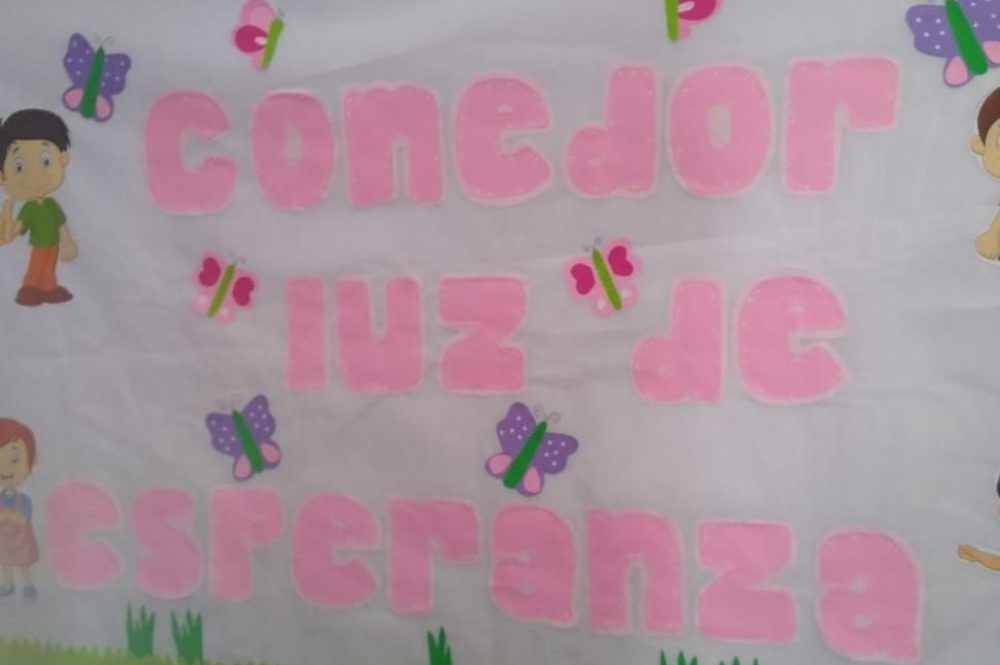 conedor
luz de
esperanza